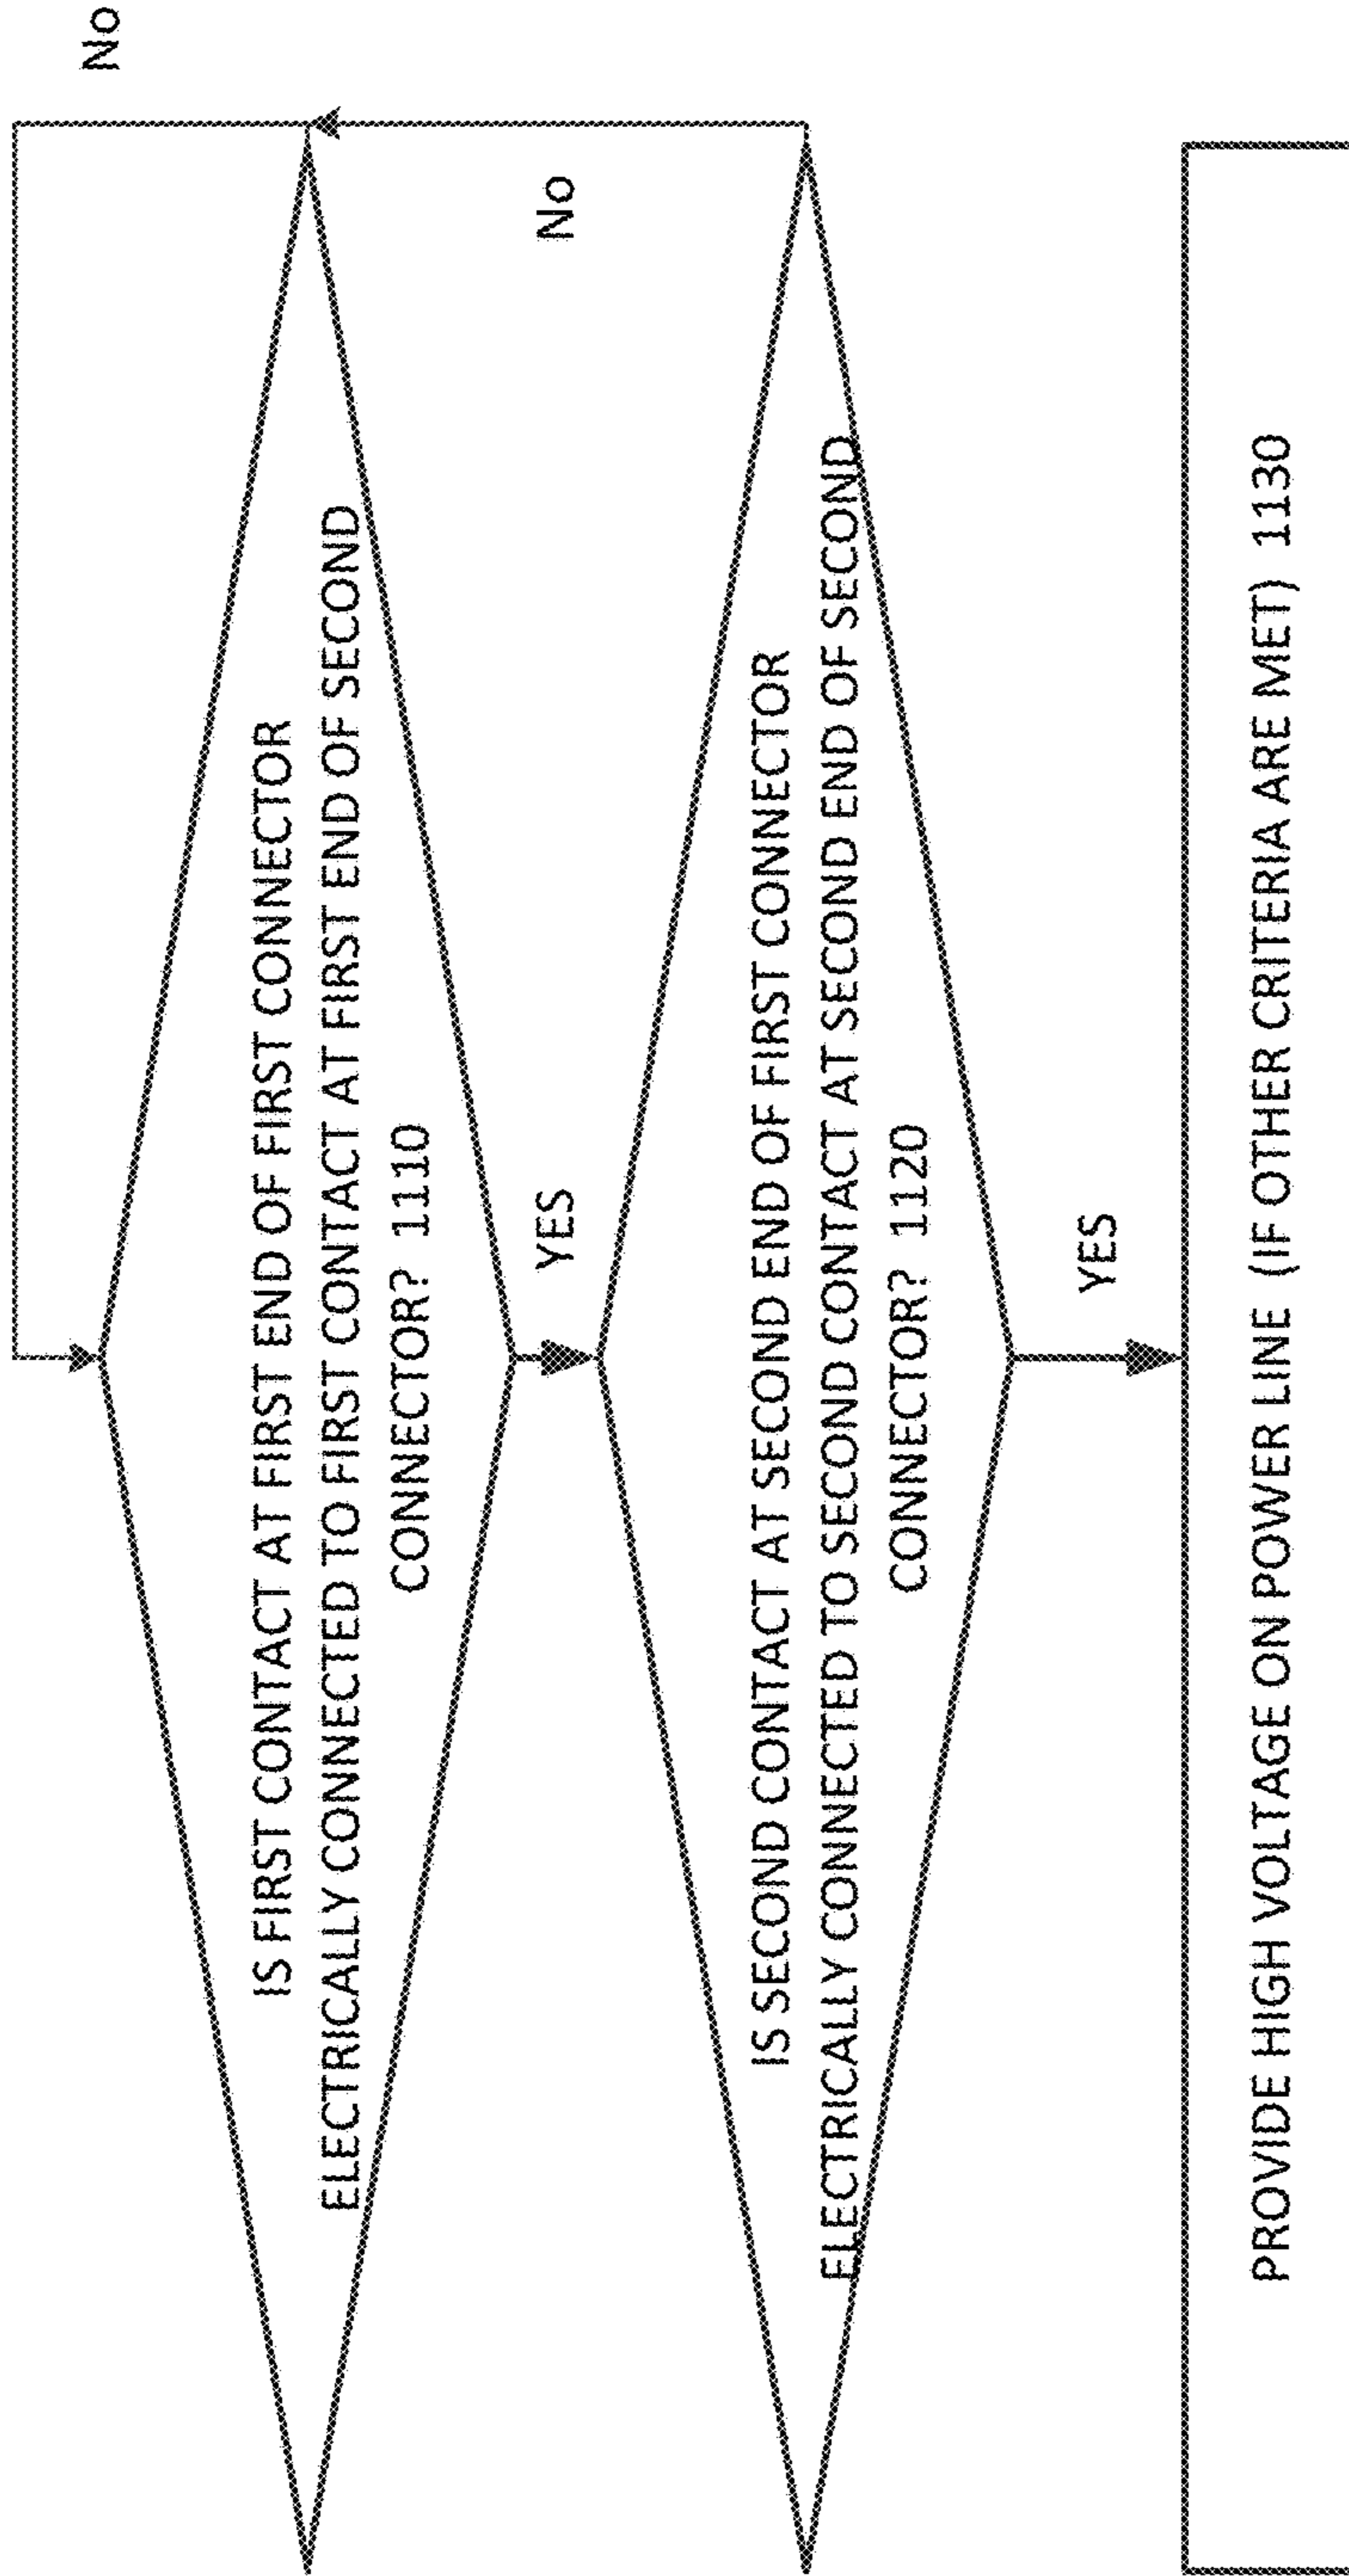 No
IS FIRST CONTACT AT FIRST END OF FIRST CONNECTOR
ELECTRICALLY CONNECTED TO FIRST CONTACT AT FIRST END OF SECOND
CONNECTOR? 1110
YES
No
IS SECOND CONTACT AT SECOND END OF FIRST CONNECTOR
ELECTRICALLY CONNECTED TO SECOND CONTACT AT SECOND END OF SECOND
CONNECTOR? 1120
YES
PROVIDE HIGH VOLTAGE ON POWER LINE (IF OTHER CRITERIA ARE MET) 1130